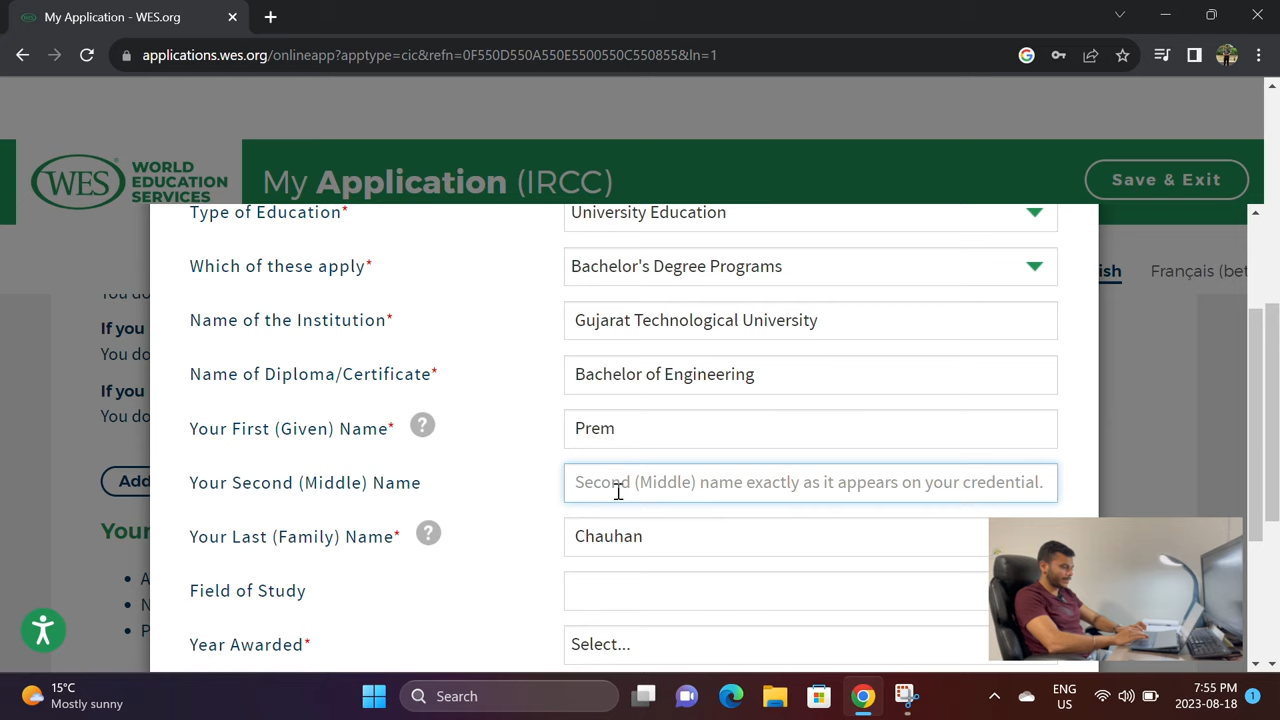 My Application - WES.org
applications.wes.org/onlineapp?apptype=cic&refn=0F550D550A550E5500550C550855&ln=1
WES
WORLD
EDUCATION
SERVICES
My Application (IRCC)
Save & Exit
Type of Education*
University Education
Which of these apply*
Bachelor's Degree Programs
Français (bet
If you
You do
Name of the Institution*
Gujarat Technological University
Name of Diploma/Certificate*
Bachelor of Engineering
If you
You do
Your First (Given) Name* ?
Prem
Add
Your Second (Middle) Name
Second (Middle) name exactly as it appears on your credential.
Your
Your Last (Family) Name* ?
Chauhan
Field of Study
Year Awarded*
Select...
15°C
Mostly sunny
Search
ENG
US
7:55 PM
2023-08-18
1